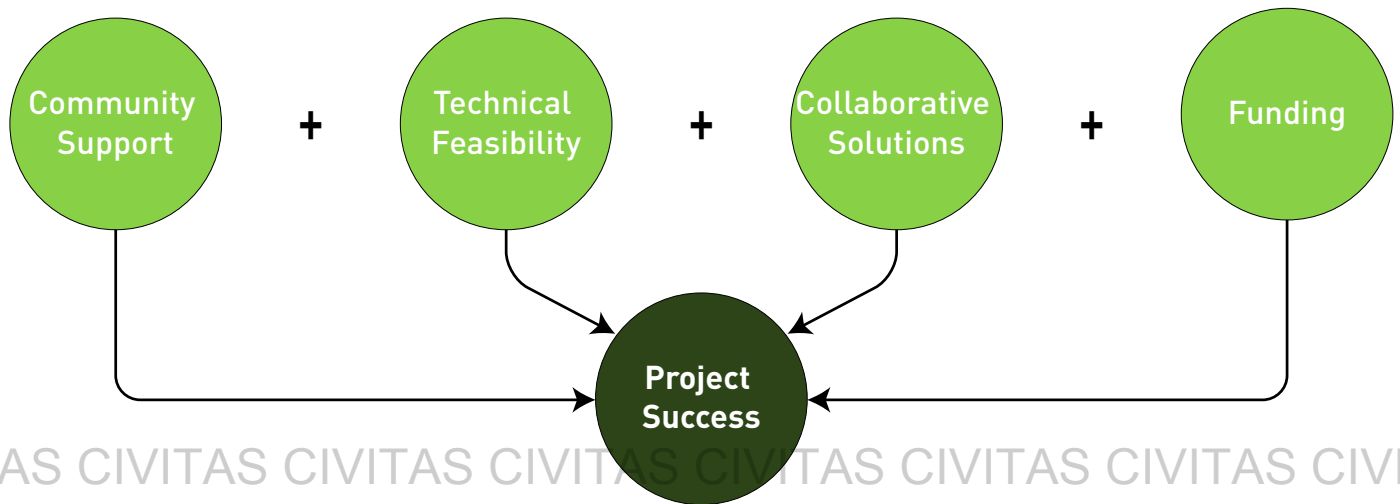 Community
Support
+
Technical
Feasibility
+
Collaborative
Solutions
+
Funding
Project
Success
AS CIVITAS CIVITAS CIVITAS CIVITAS CIVITAS CIVITAS CIVI